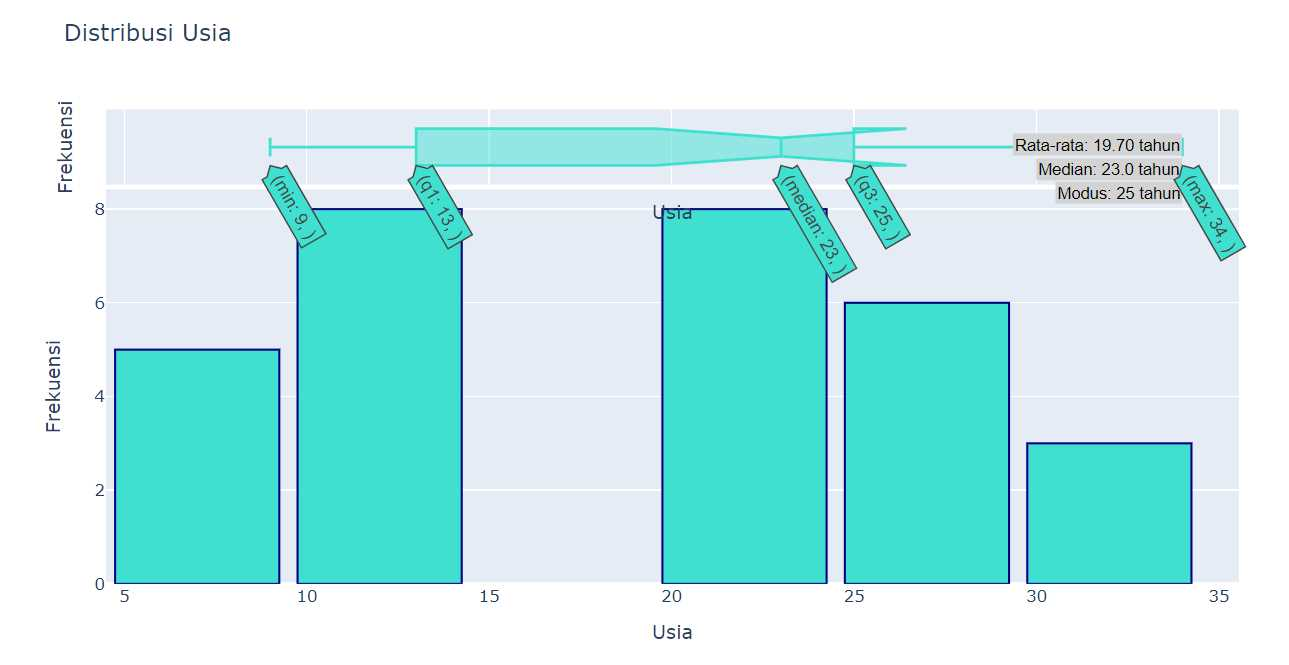 Distribusi Usia
Frekuensi
Rata-rata: 19.70 tahun
Median: 23.0 tahun
Modus: 25 tahun
(min: 9, )
(q1: 13, )
(median: 23, )
(q3: 25, )
(max: 34, )
Usia
8
6
4
2
0
Frekuensi
5
10
15
20
25
30
35
Usia